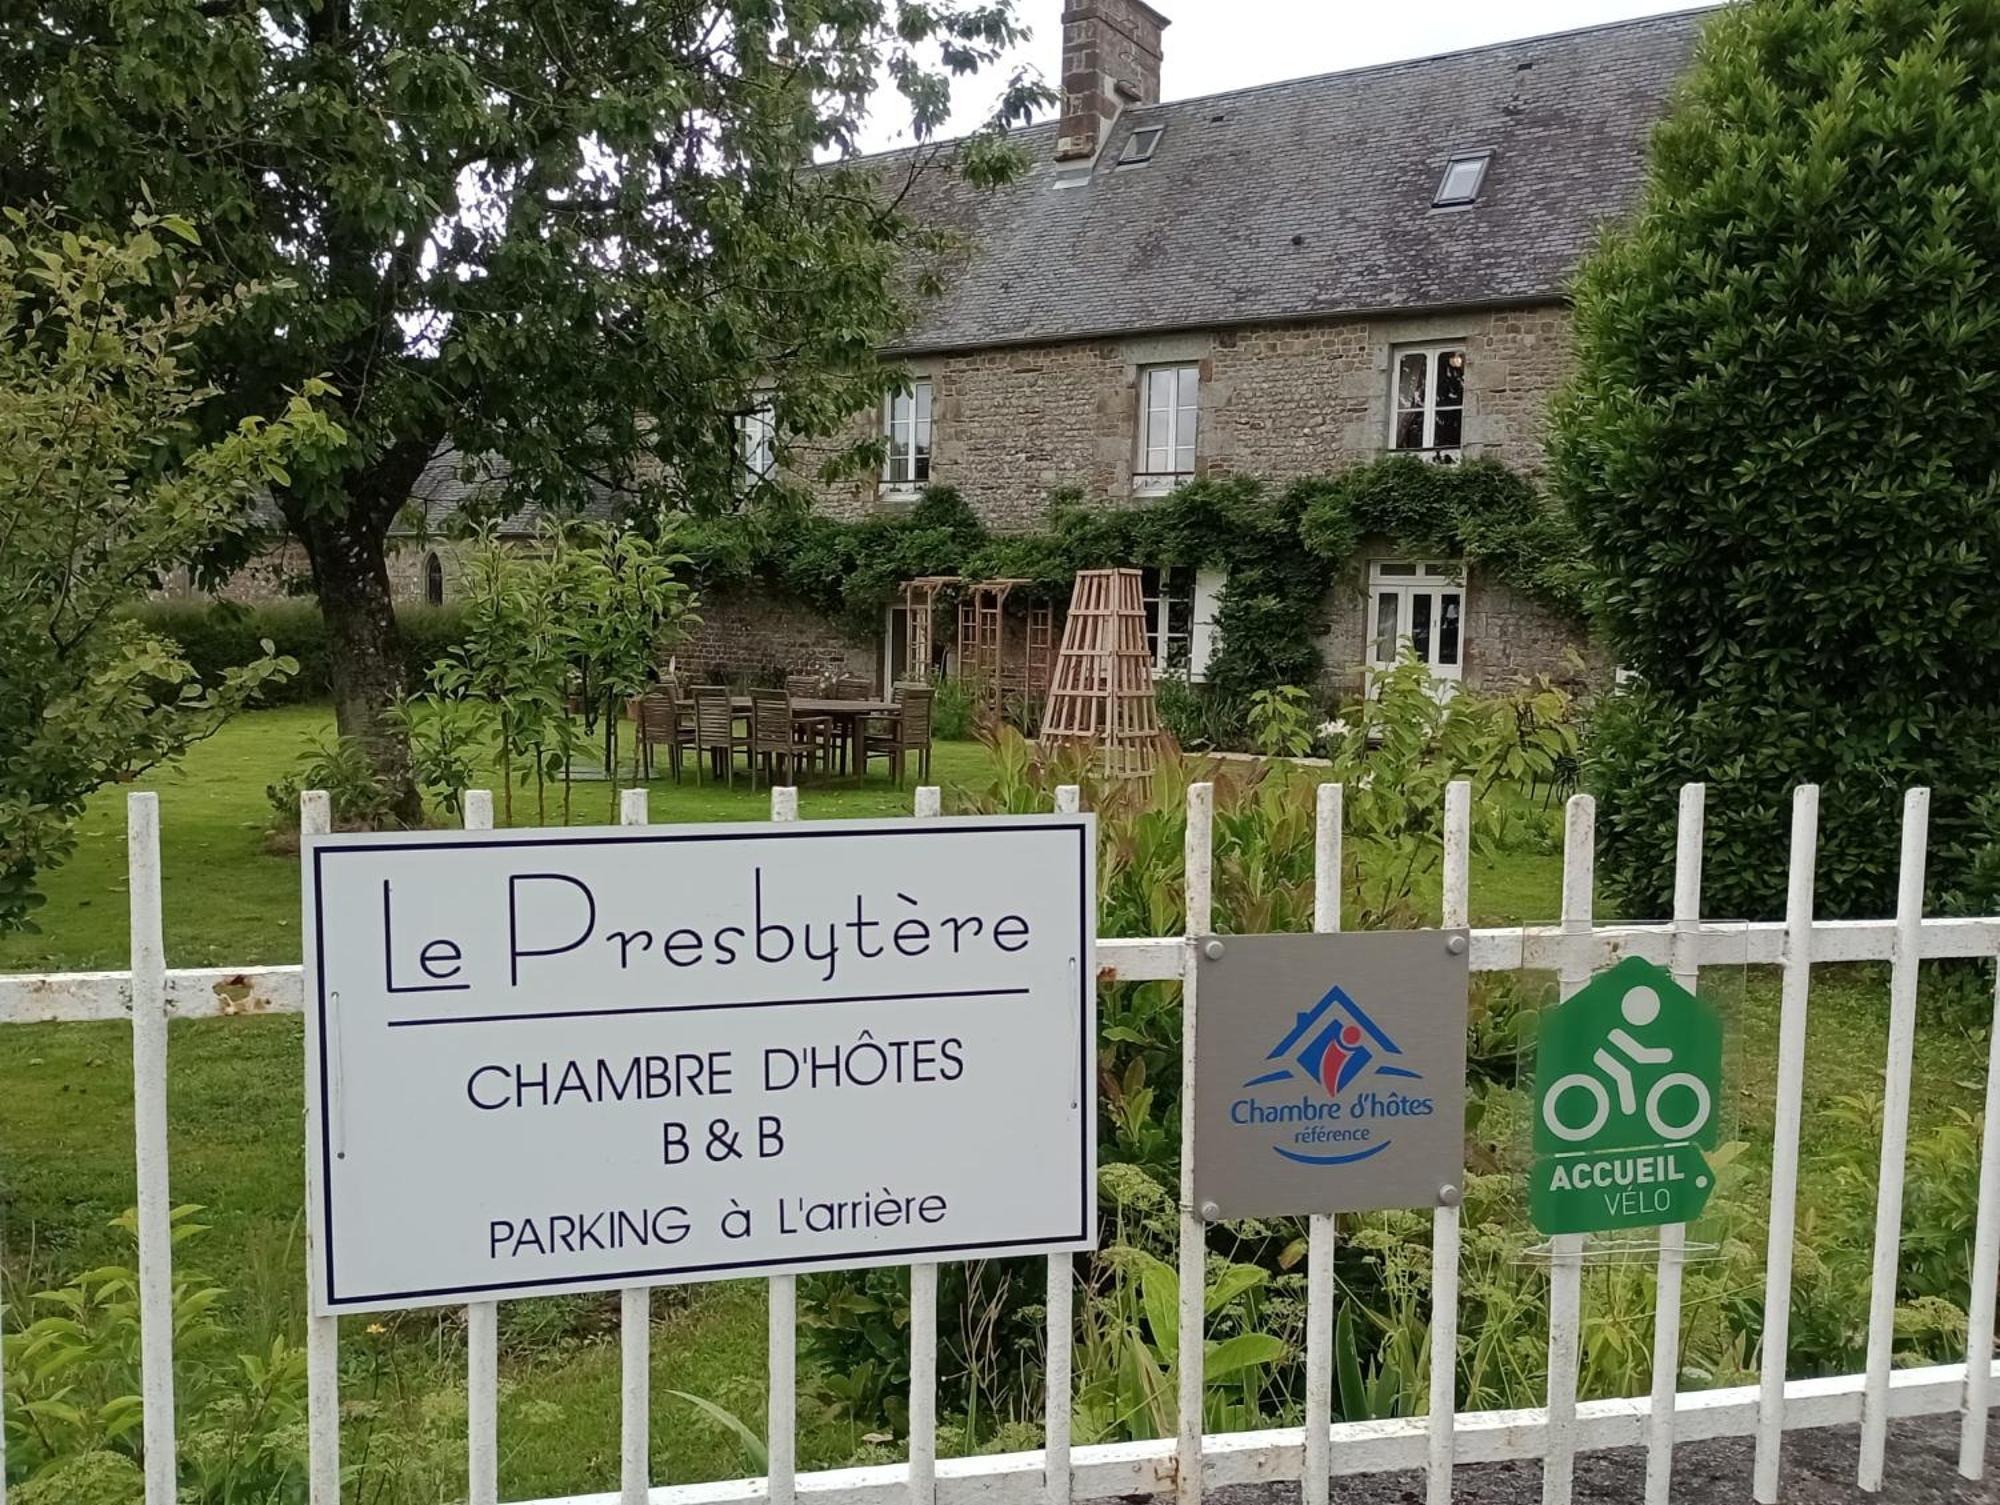 Le Presbytère
CHAMBRE D'HÔTES
B & B
PARKING à L'arrière
Chambre d'hôtes
référence
ACCUEIL
VÉLO